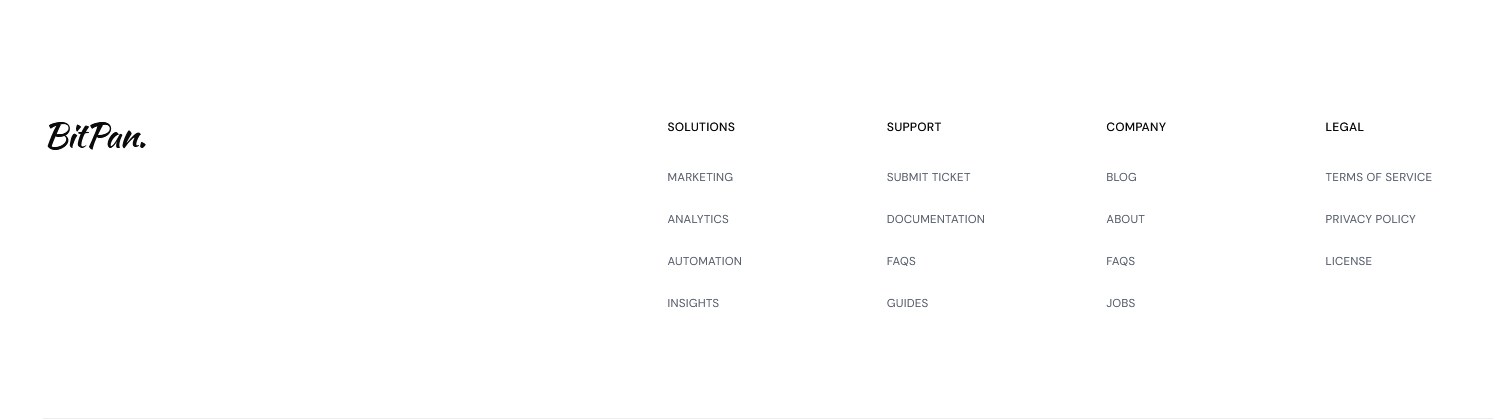 BitPan.
SOLUTIONS
MARKETING
ANALYTICS
AUTOMATION
INSIGHTS
SUPPORT
SUBMIT TICKET
DOCUMENTATION
FAQS
GUIDES
COMPANY
BLOG
ABOUT
FAQS
JOBS
LEGAL
TERMS OF SERVICE
PRIVACY POLICY
LICENSE